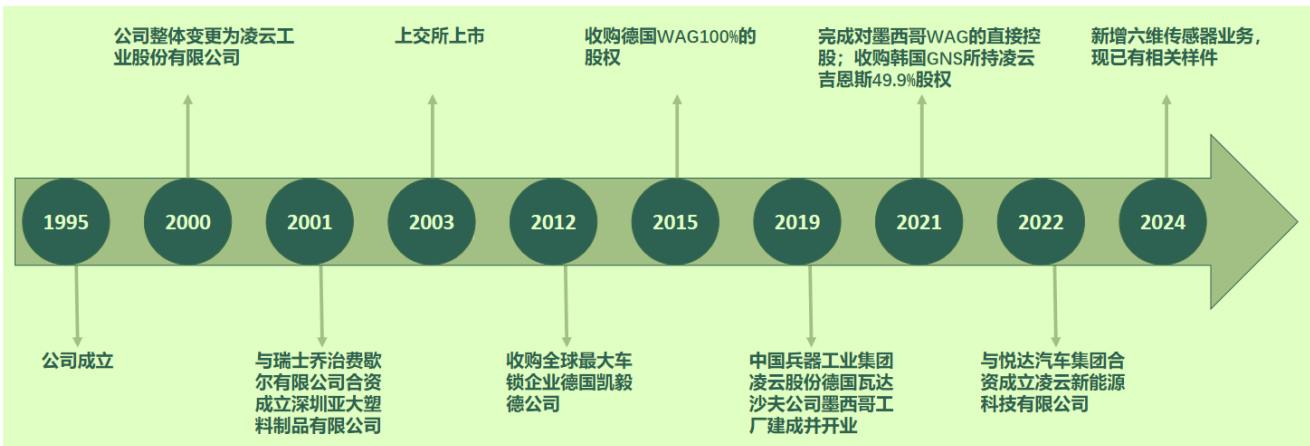 公司整体变更为凌云工
业股份有限公司
上交所上市
收购德国WAG100%的
股权
完成对墨西哥WAG的直接控
股；收购韩国GNS所持凌云
吉恩斯49.9%股权
新增六维传感器业务，
现已有相关样件
1995
2000
2001
2003
2012
2015
2019
2021
2022
2024
公司成立
与瑞士乔治费歇
尔有限公司合资
成立深圳亚大塑
料制品有限公司
收购全球最大车
锁企业德国凯毅
德公司
中国兵器工业集团
凌云股份德国瓦达
沙夫公司墨西哥工
厂建成并开业
与悦达汽车集团合
资成立凌云新能源
科技有限公司